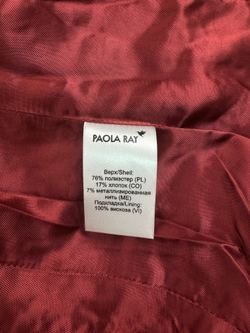 PAOLA RAY
Верх/Shell:
76% полиэстер (PL)
17% хлопок (CO)
7% металлизированная
нить (ME)
Подкладка/Lining:
100% вискоза (VI)